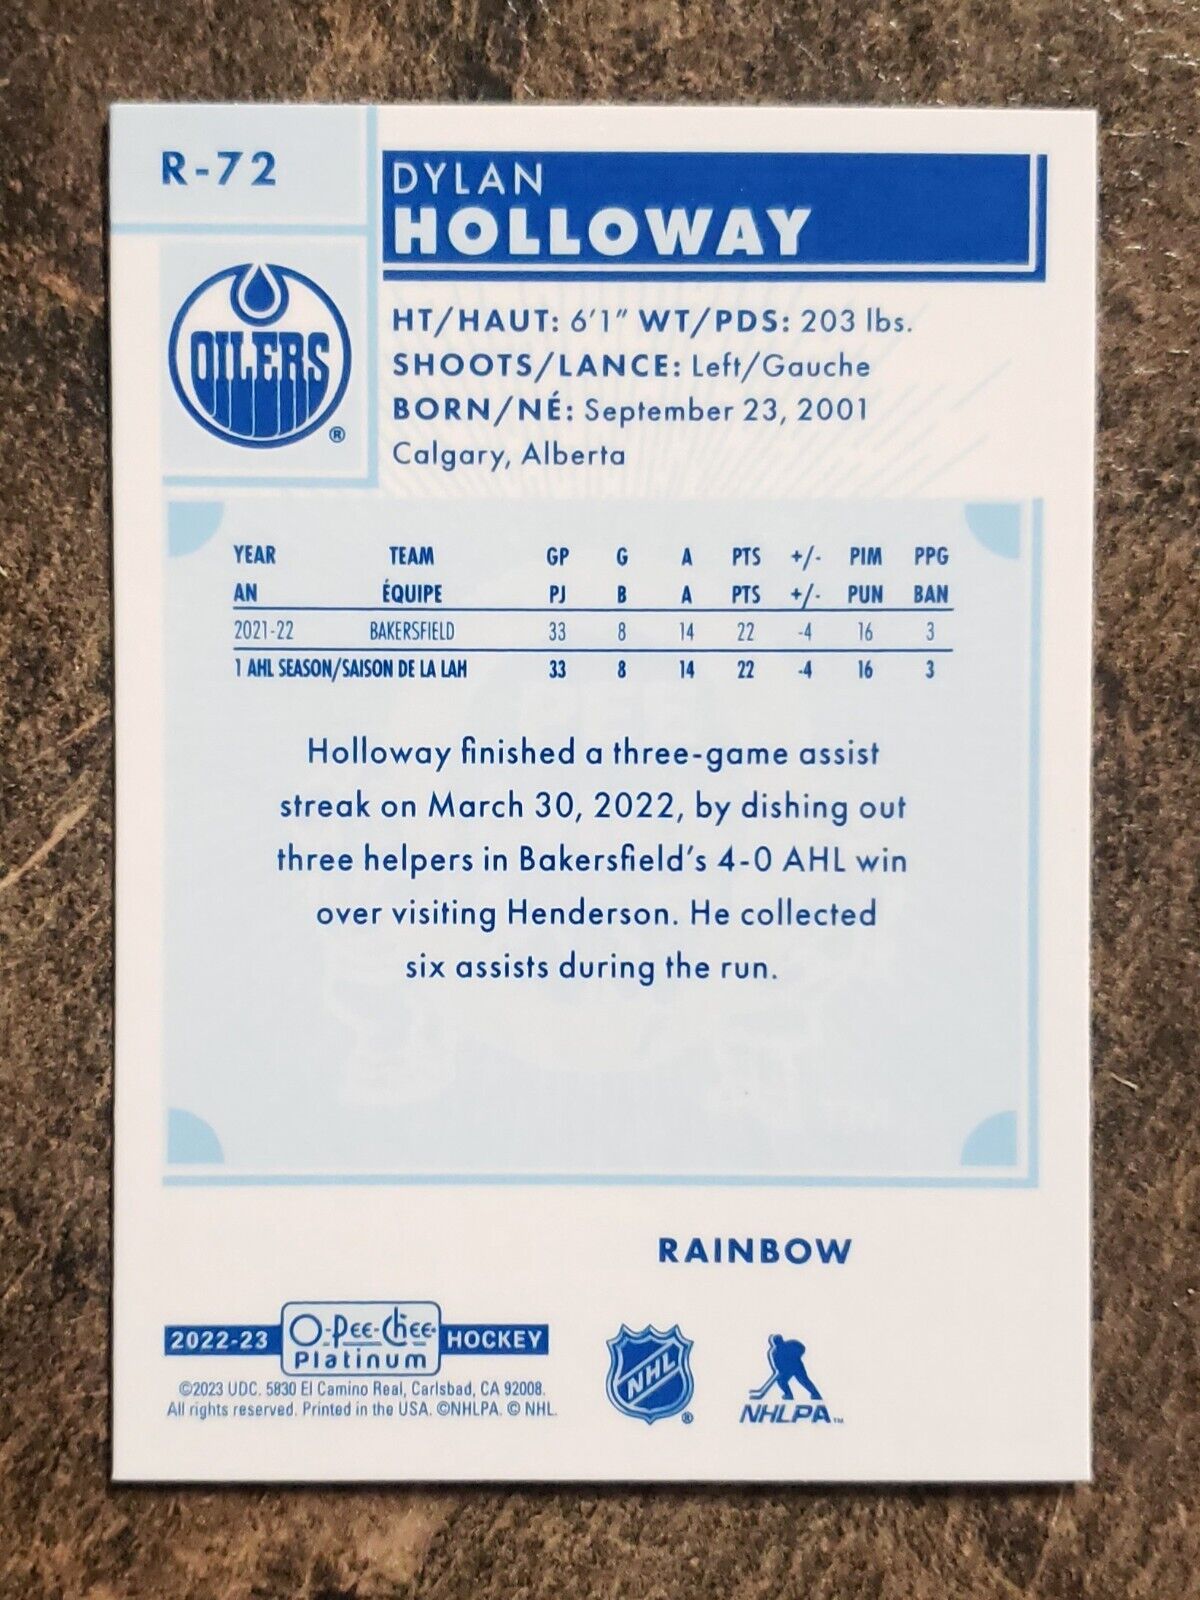 R-72
DYLAN
HOLLOWAY
OILERS
®
HT/HAUT: 6'1" WT/PDS: 203 lbs.
SHOOTS/LANCE: Left/Gauche
BORN/NÉ: September 23, 2001
Calgary, Alberta
YEAR TEAM GP G A PTS +/- PIM PPG
AN ÉQUIPE PJ B A PTS +/- PUN BAN
2021-22 BAKERSFIELD 33 8 14 22 -4 16 3
1 AHL SEASON/SAISON DE LA LAH 33 8 14 22 -4 16 3
Holloway finished a three-game assist
streak on March 30, 2022, by dishing out
three helpers in Bakersfield's 4-0 AHL win
over visiting Henderson. He collected
six assists during the run.
RAINBOW
2022-23 O-Pee-Chee Platinum HOCKEY
©2023 UDC. 5830 El Camino Real, Carlsbad, CA 92008.
All rights reserved. Printed in the USA. ©NHLPA. © NHL.
NHL ®
NHLPA™